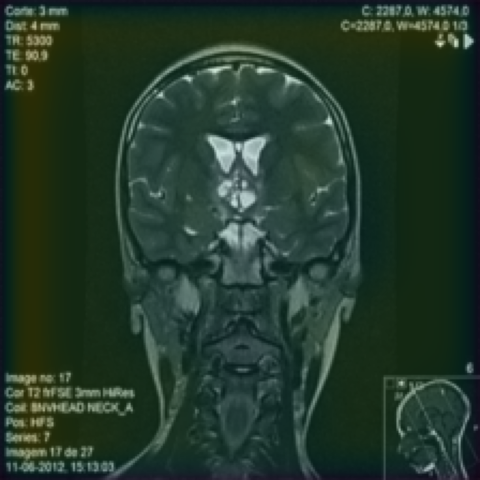 Corte: 3 mm
Dist: 4 mm
TR: 5300
TE: 90,9
TI: 0
AC: 3
C: 2287,0, W: 4574,0
C=2287,0, W=4574,0 1/3
Image no: 17
Cor T2 frFSE 3mm HiRes
Coil: 8NVHEAD NECK_A
Pos: HFS
Series: 7
Imagem 17 de 27
11-06-2012, 15:13:03
6